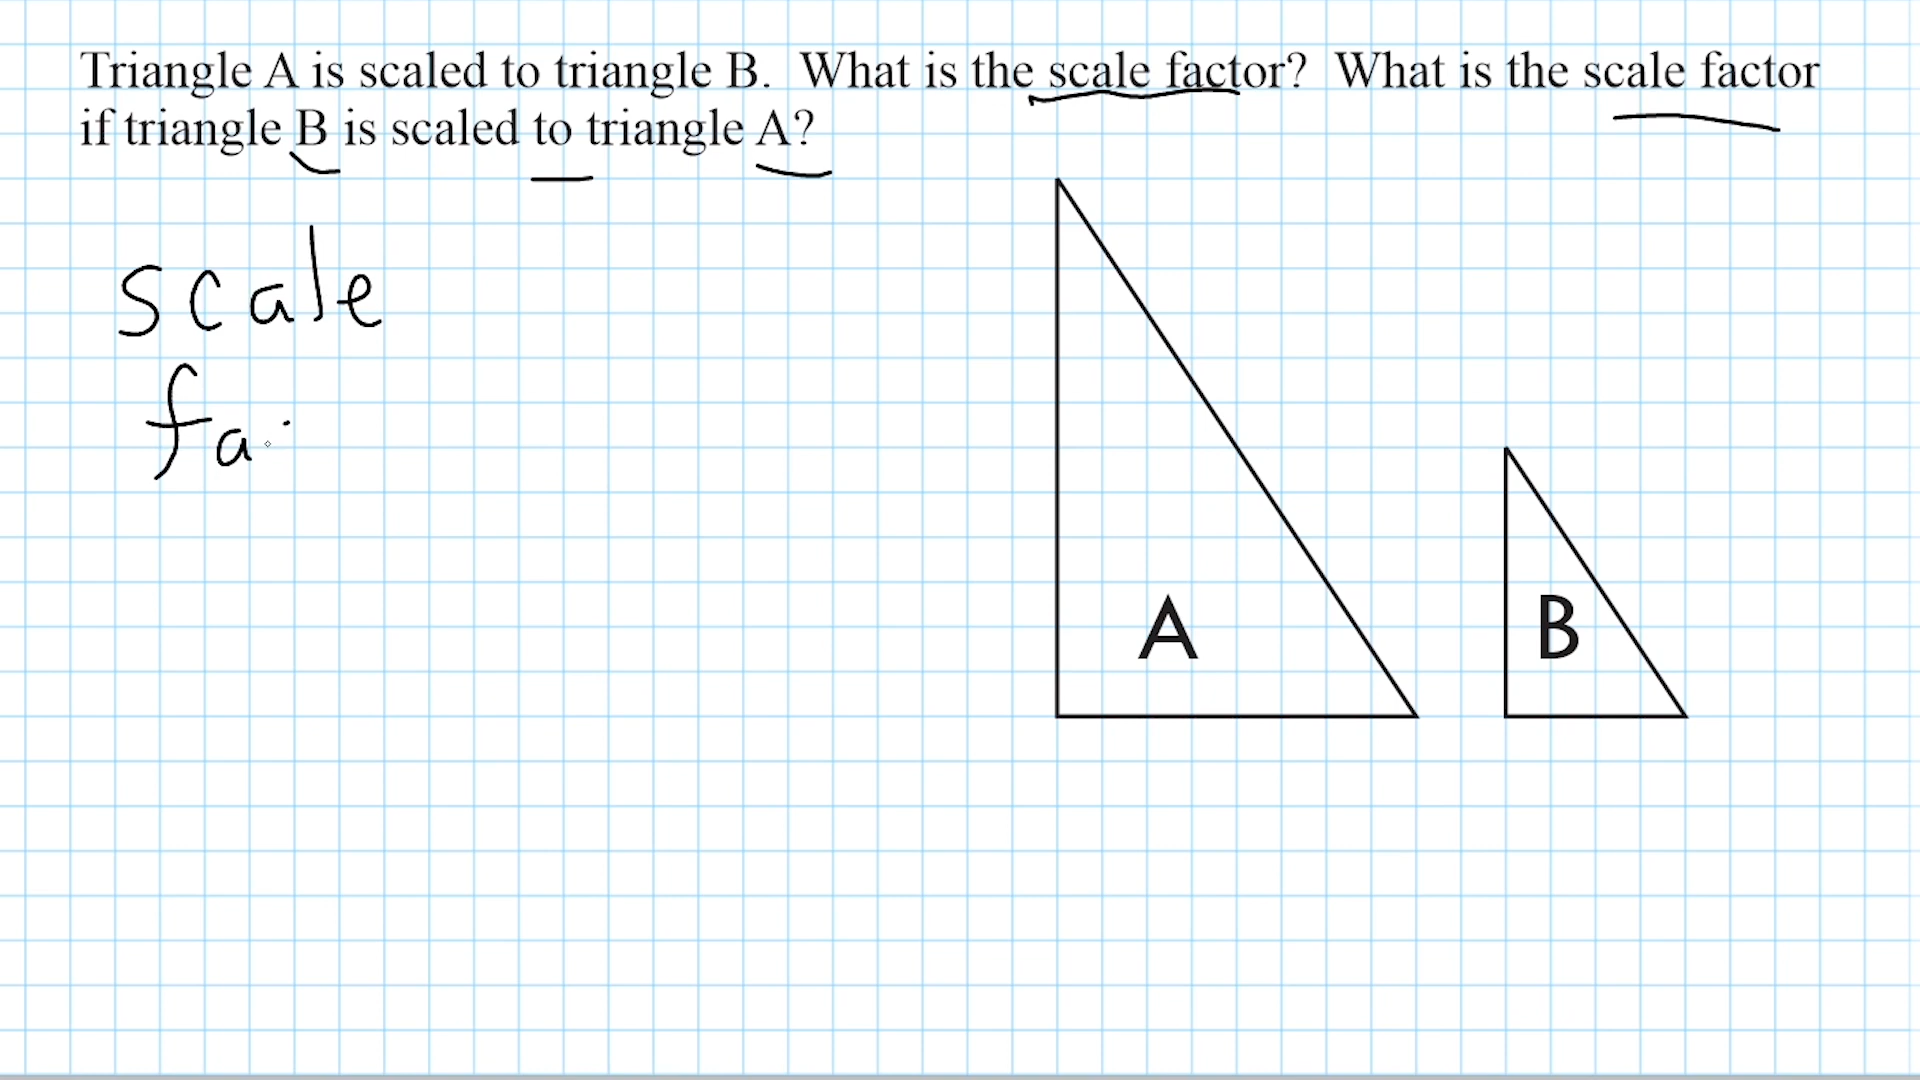 Triangle A is scaled to triangle B. What is the scale factor? What is the scale factor
if triangle B is scaled to triangle A?
scale
fa
A
B